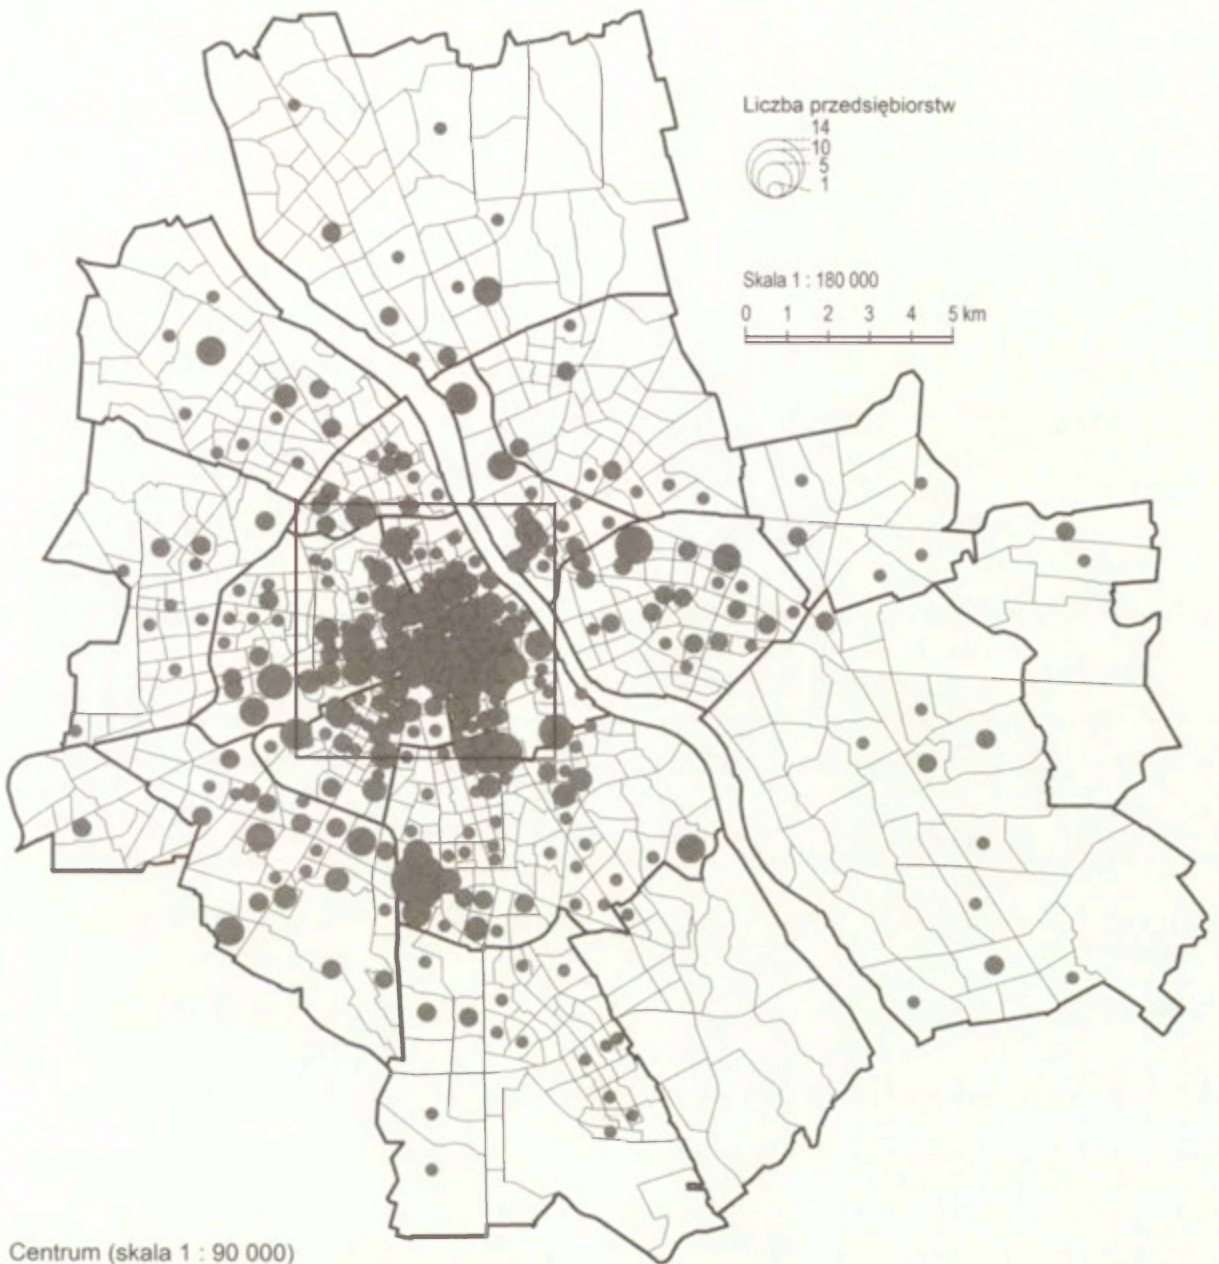 Liczba przedsiębiorstw
14
10
5
1
Skala 1 : 180 000
0 1 2 3 4 5 km
Centrum (skala 1 : 90 000)